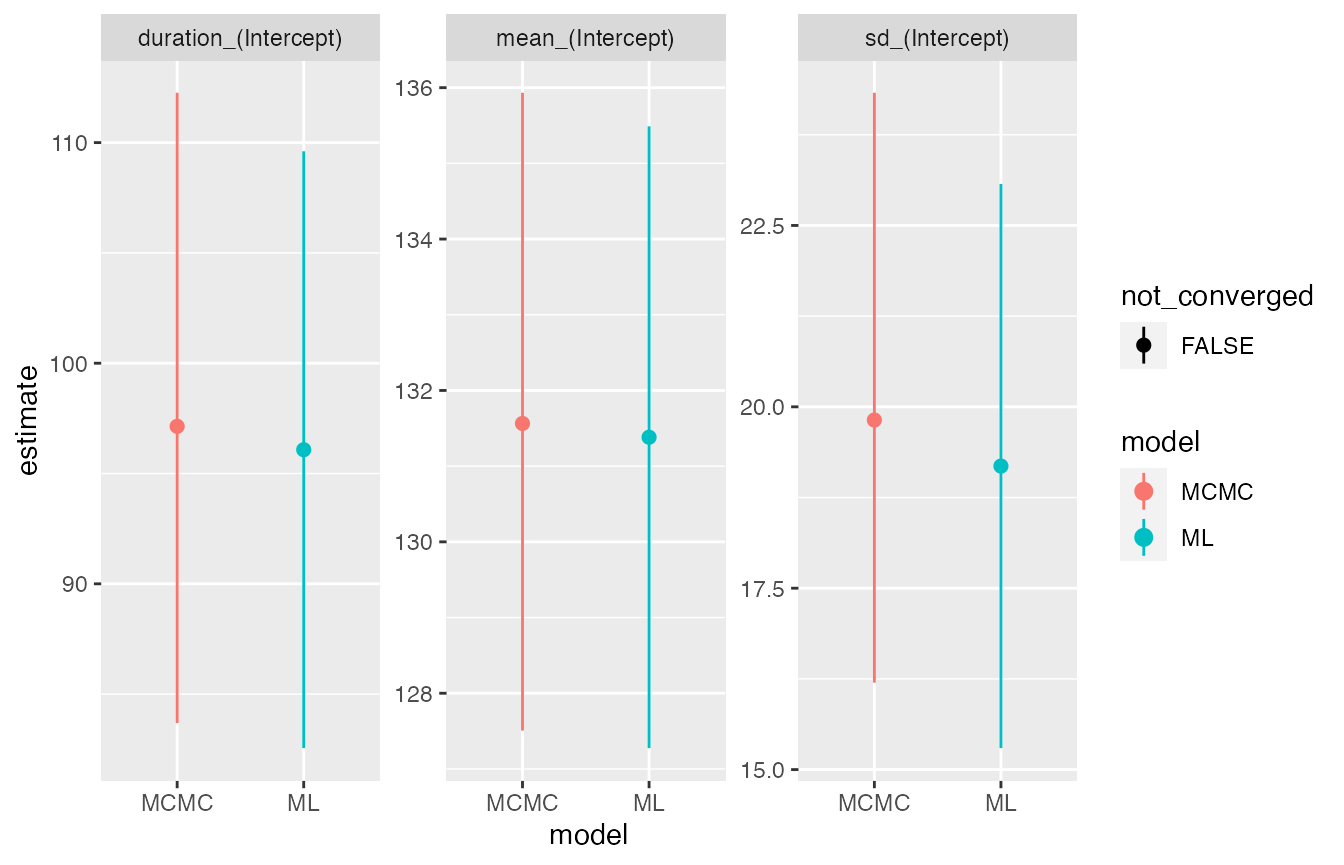 duration_(Intercept)
mean_(Intercept)
sd_(Intercept)
estimate
110
100
90
136
134
132
130
128
22.5
20.0
17.5
15.0
MCMC
ML
MCMC
ML
MCMC
ML
model
not_converged
FALSE
model
MCMC
ML